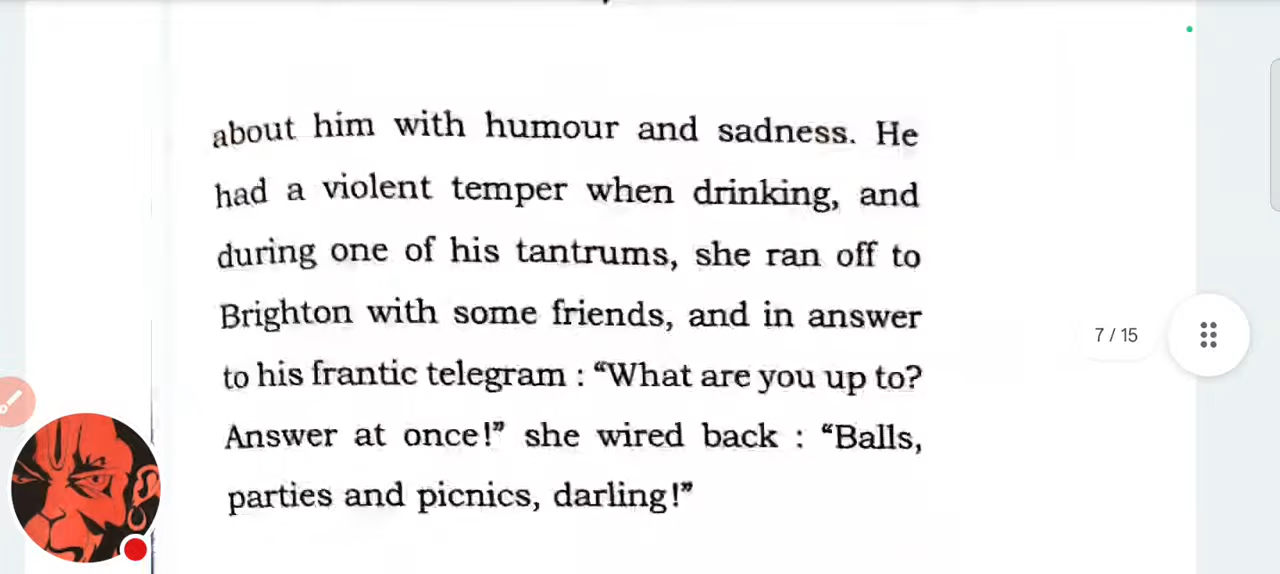 about him with humour and sadness. He
had a violent temper when drinking, and
during one of his tantrums, she ran off to
Brighton with some friends, and in answer
to his frantic telegram : “What are you up to?
Answer at once!” she wired back : “Balls,
parties and picnics, darling!”
7 / 15